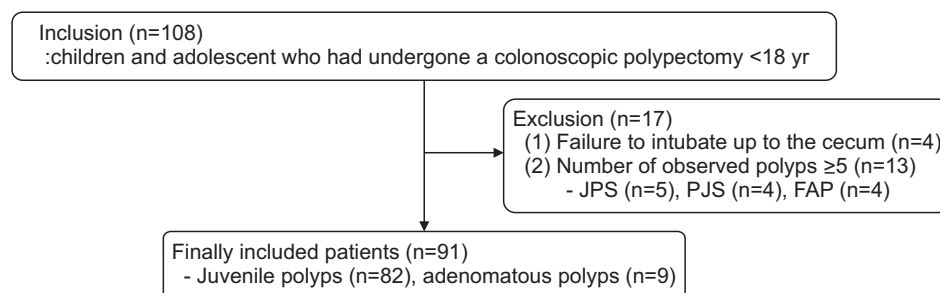 Inclusion (n=108)
:children and adolescent who had undergone a colonoscopic polypectomy <18 yr
Exclusion (n=17)
(1) Failure to intubate up to the cecum (n=4)
(2) Number of observed polyps ≥5 (n=13)
- JPS (n=5), PJS (n=4), FAP (n=4)
Finally included patients (n=91)
- Juvenile polyps (n=82), adenomatous polyps (n=9)